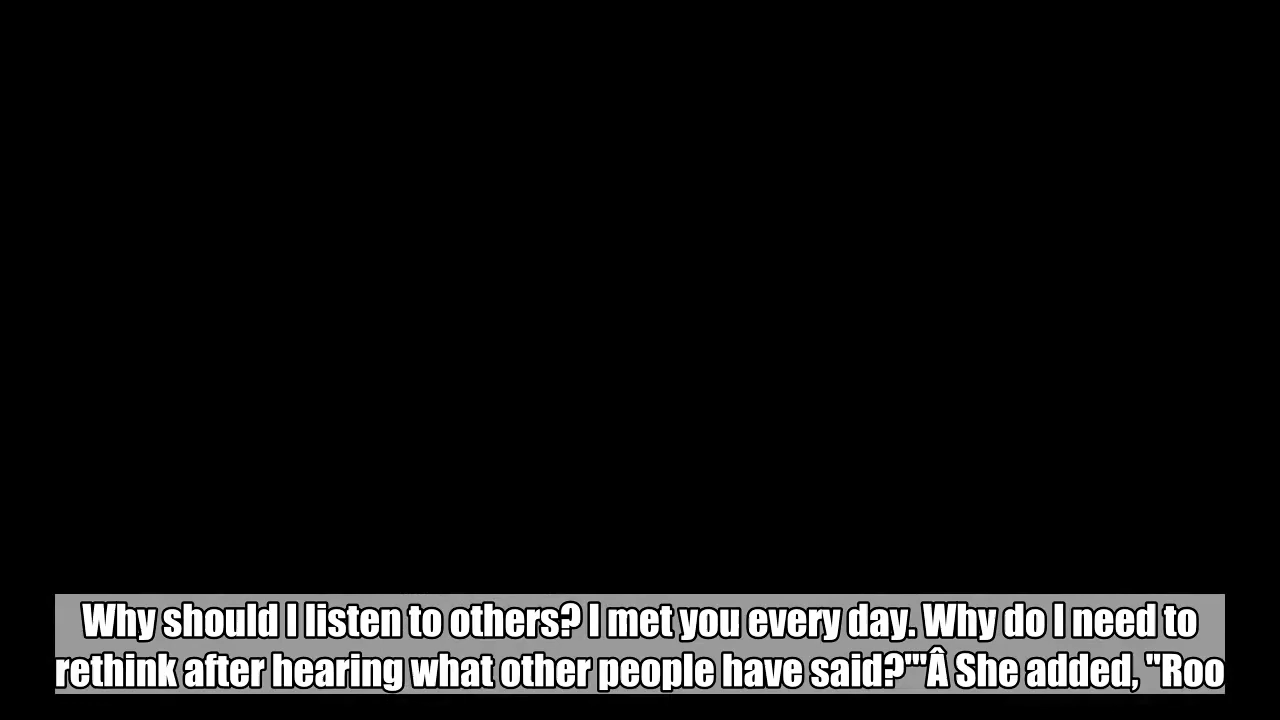 Why should I listen to others? I met you every day. Why do I need to
rethink after hearing what other people have said?'"Â She added, "Roo